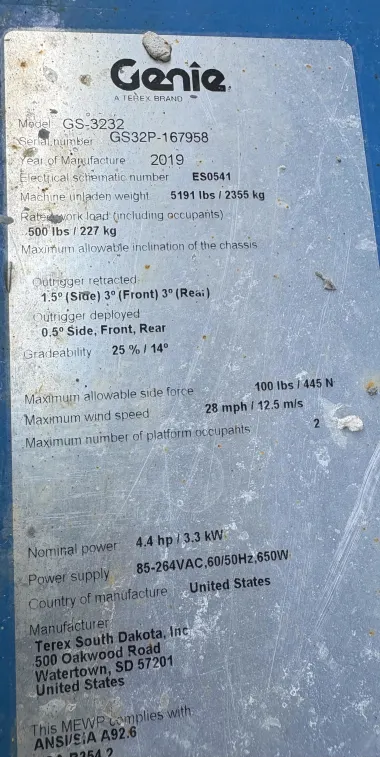 Genie
A TEREX BRAND
Model GS-3232
Serial number GS32P-167958
Year of Manufacture 2019
Electrical schematic number ES0541
Machine unladen weight 5191 lbs / 2355 kg
Rated work load (including occupants)
500 lbs / 227 kg
Maximum allowable inclination of the chassis
Outrigger retracted
1.5° (Side) 3° (Front) 3° (Rear)
Outrigger deployed
0.5° Side, Front, Rear
Gradeability 25 % / 14°
Maximum allowable side force 100 lbs / 445 N
Maximum wind speed 28 mph / 12.5 m/s
Maximum number of platform occupants 2
Nominal power 4.4 hp / 3.3 kW
Power supply 85-264VAC,60/50Hz,650W
Country of manufacture United States
Manufacturer
Terex South Dakota, Inc
500 Oakwood Road
Watertown, SD 57201
United States
This MEWP complies with
ANSI/SIA A92.6
B354.2